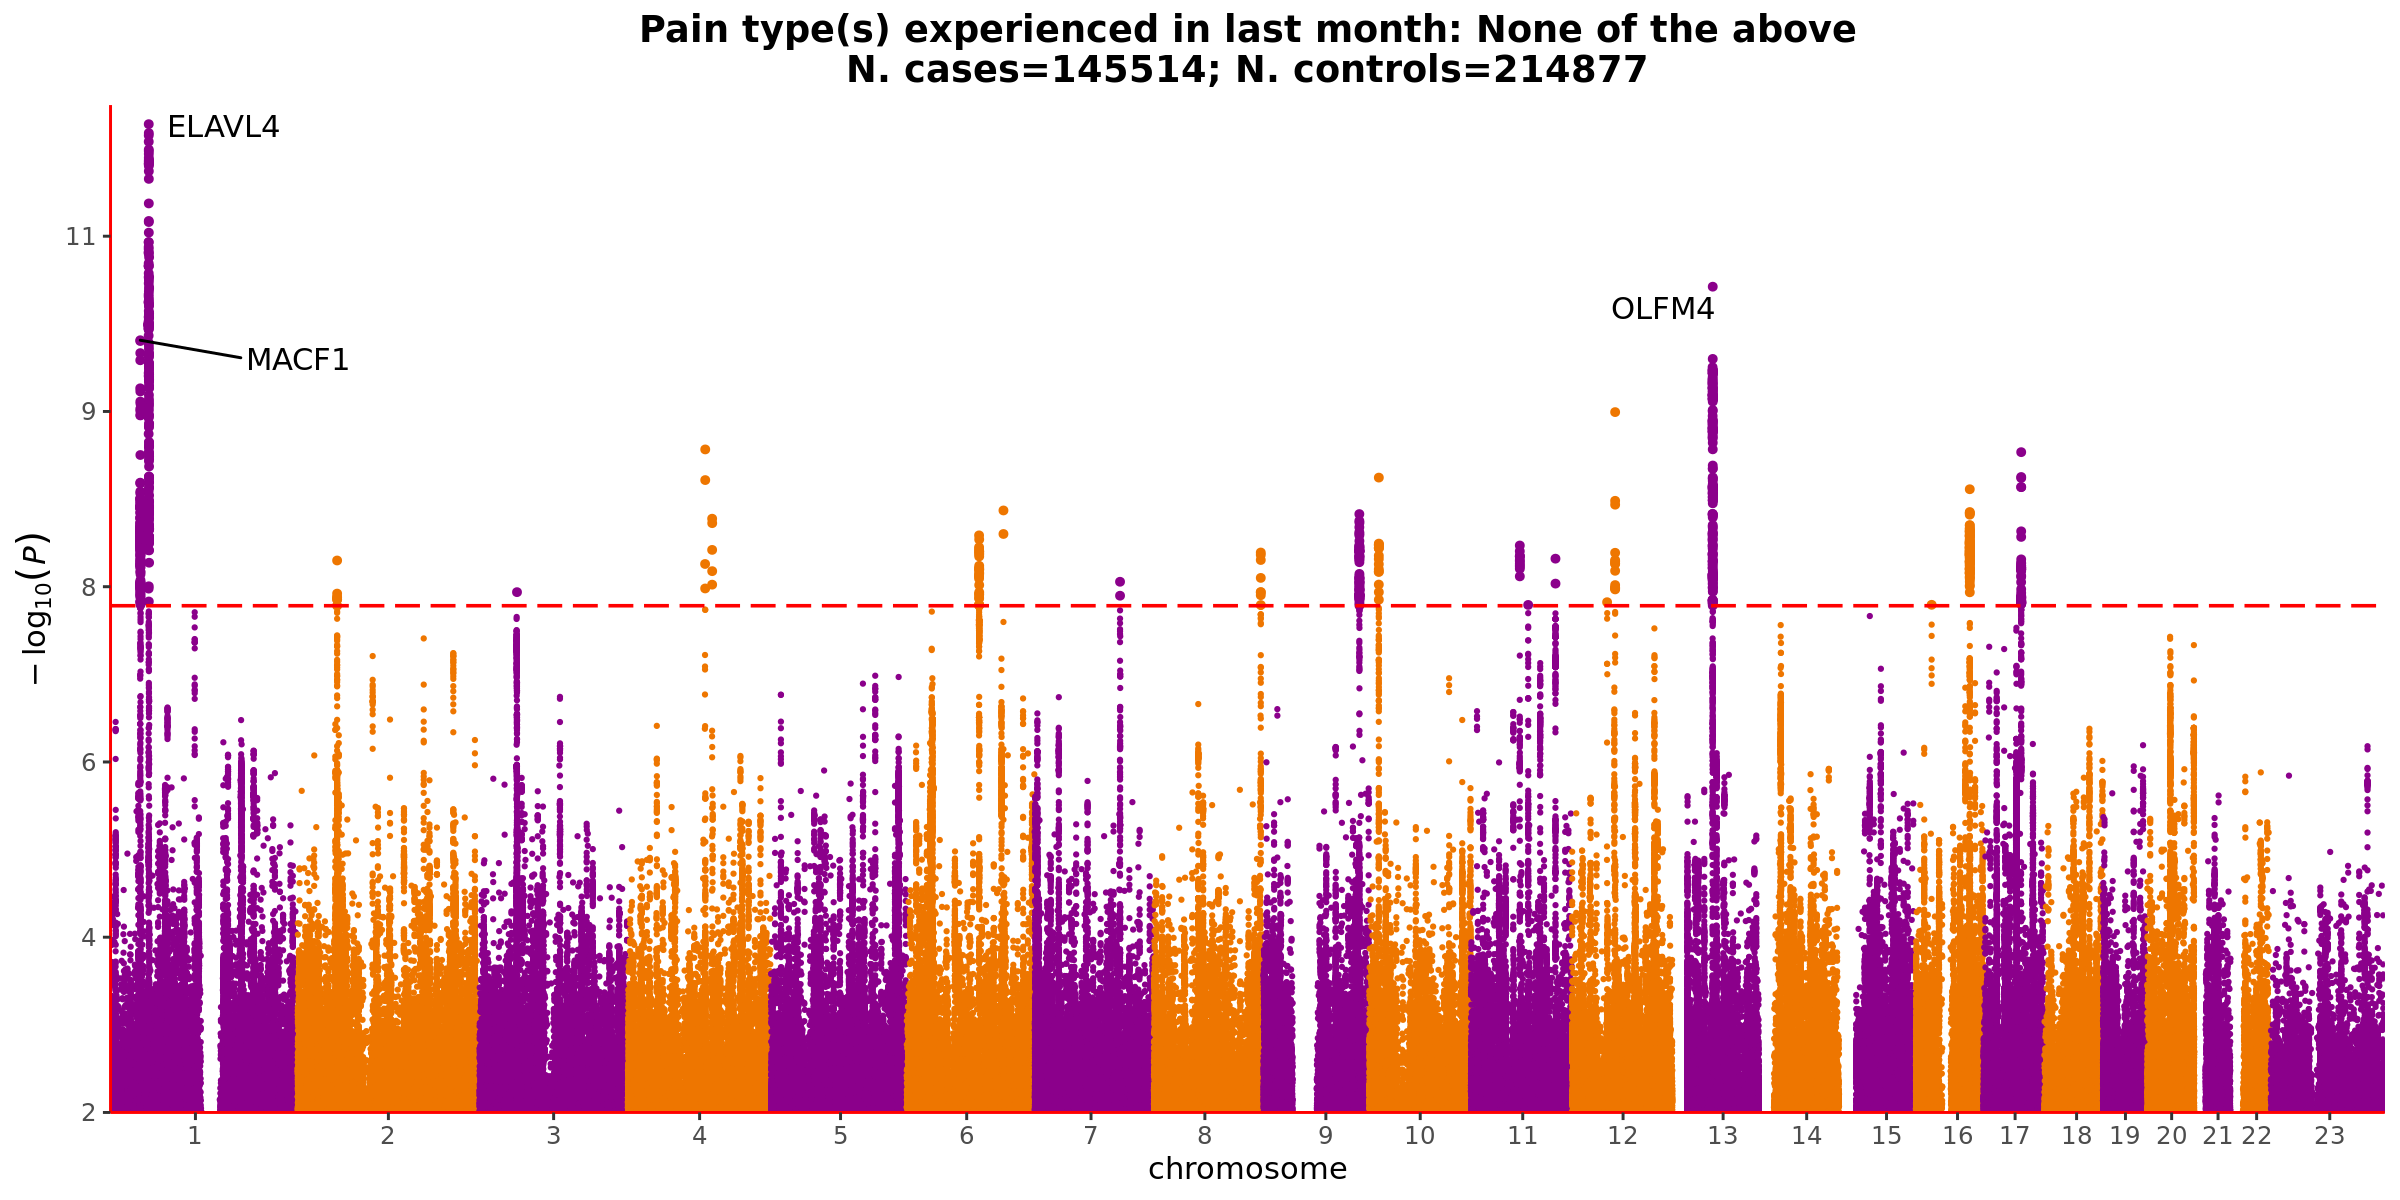 Pain type(s) experienced in last month: None of the above
N. cases=145514; N. controls=214877
ELAVL4
MACF1
OLFM4
11
9
8
6
4
2
−log10(P)
1 2 3 4 5 6 7 8 9 10 11 12 13 14 15 16 17 18 19 20 21 22 23
chromosome